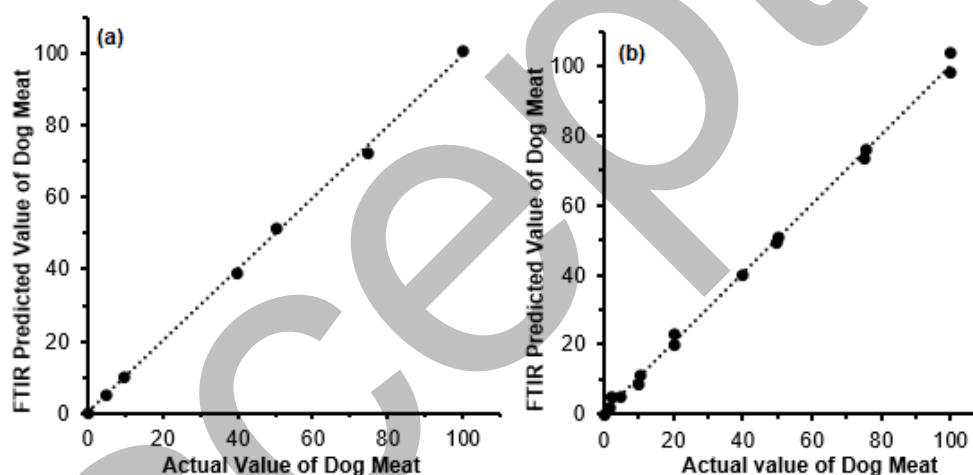 (a)
FTIR Predicted Value of Dog Meat
100
80
60
40
20
0
0 20 40 60 80 100
Actual Value of Dog Meat
(b)
FTIR Predicted Value of Dog Meat
100
80
60
40
20
0
0 20 40 60 80 100
Actual value of Dog Meat